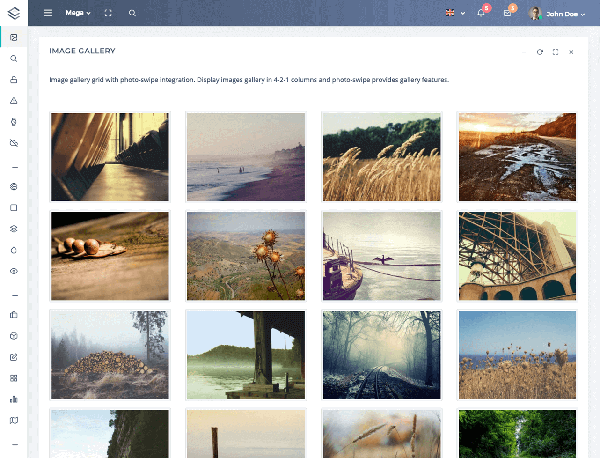 Mega
5
5
John Doe
IMAGE GALLERY
Image gallery grid with photo-swipe integration. Display images gallery in 4-2-1 columns and photo-swipe provides gallery features.